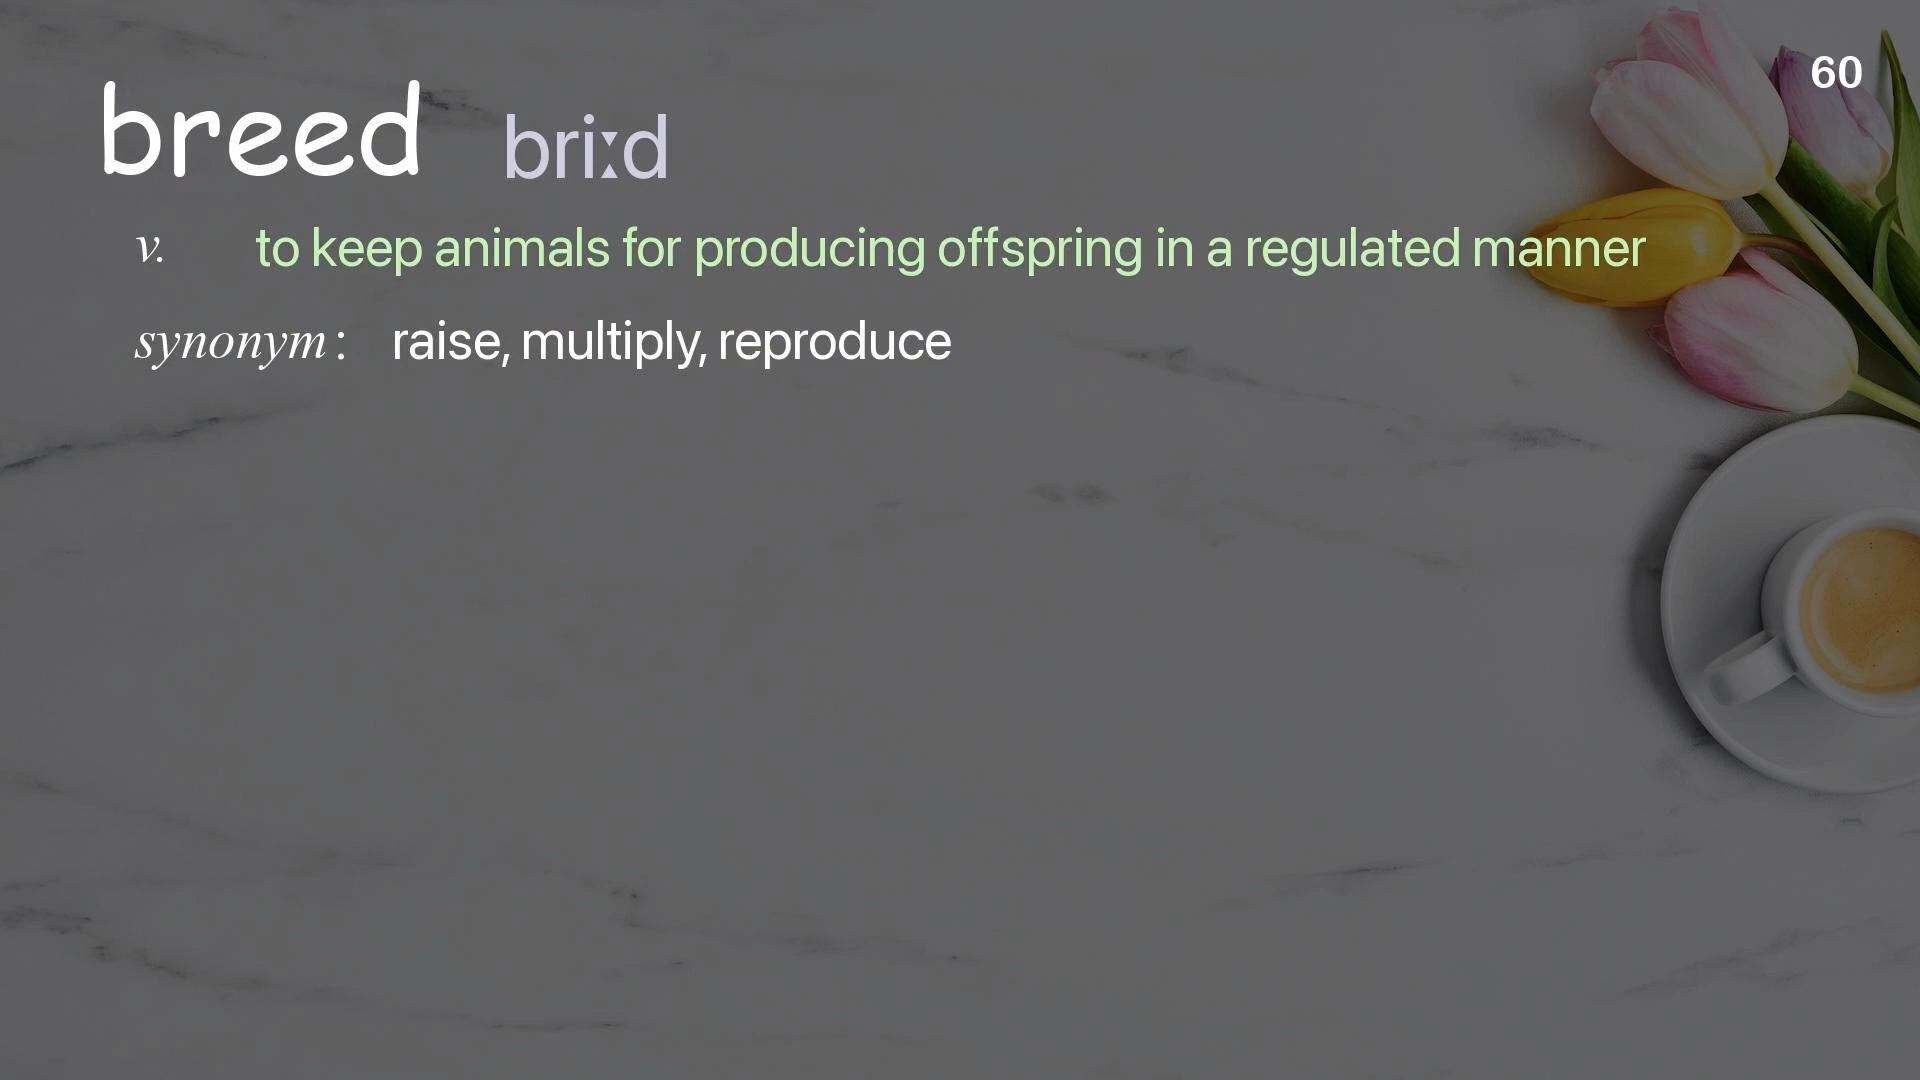 60
breed briːd
v. to keep animals for producing offspring in a regulated manner
synonym: raise, multiply, reproduce